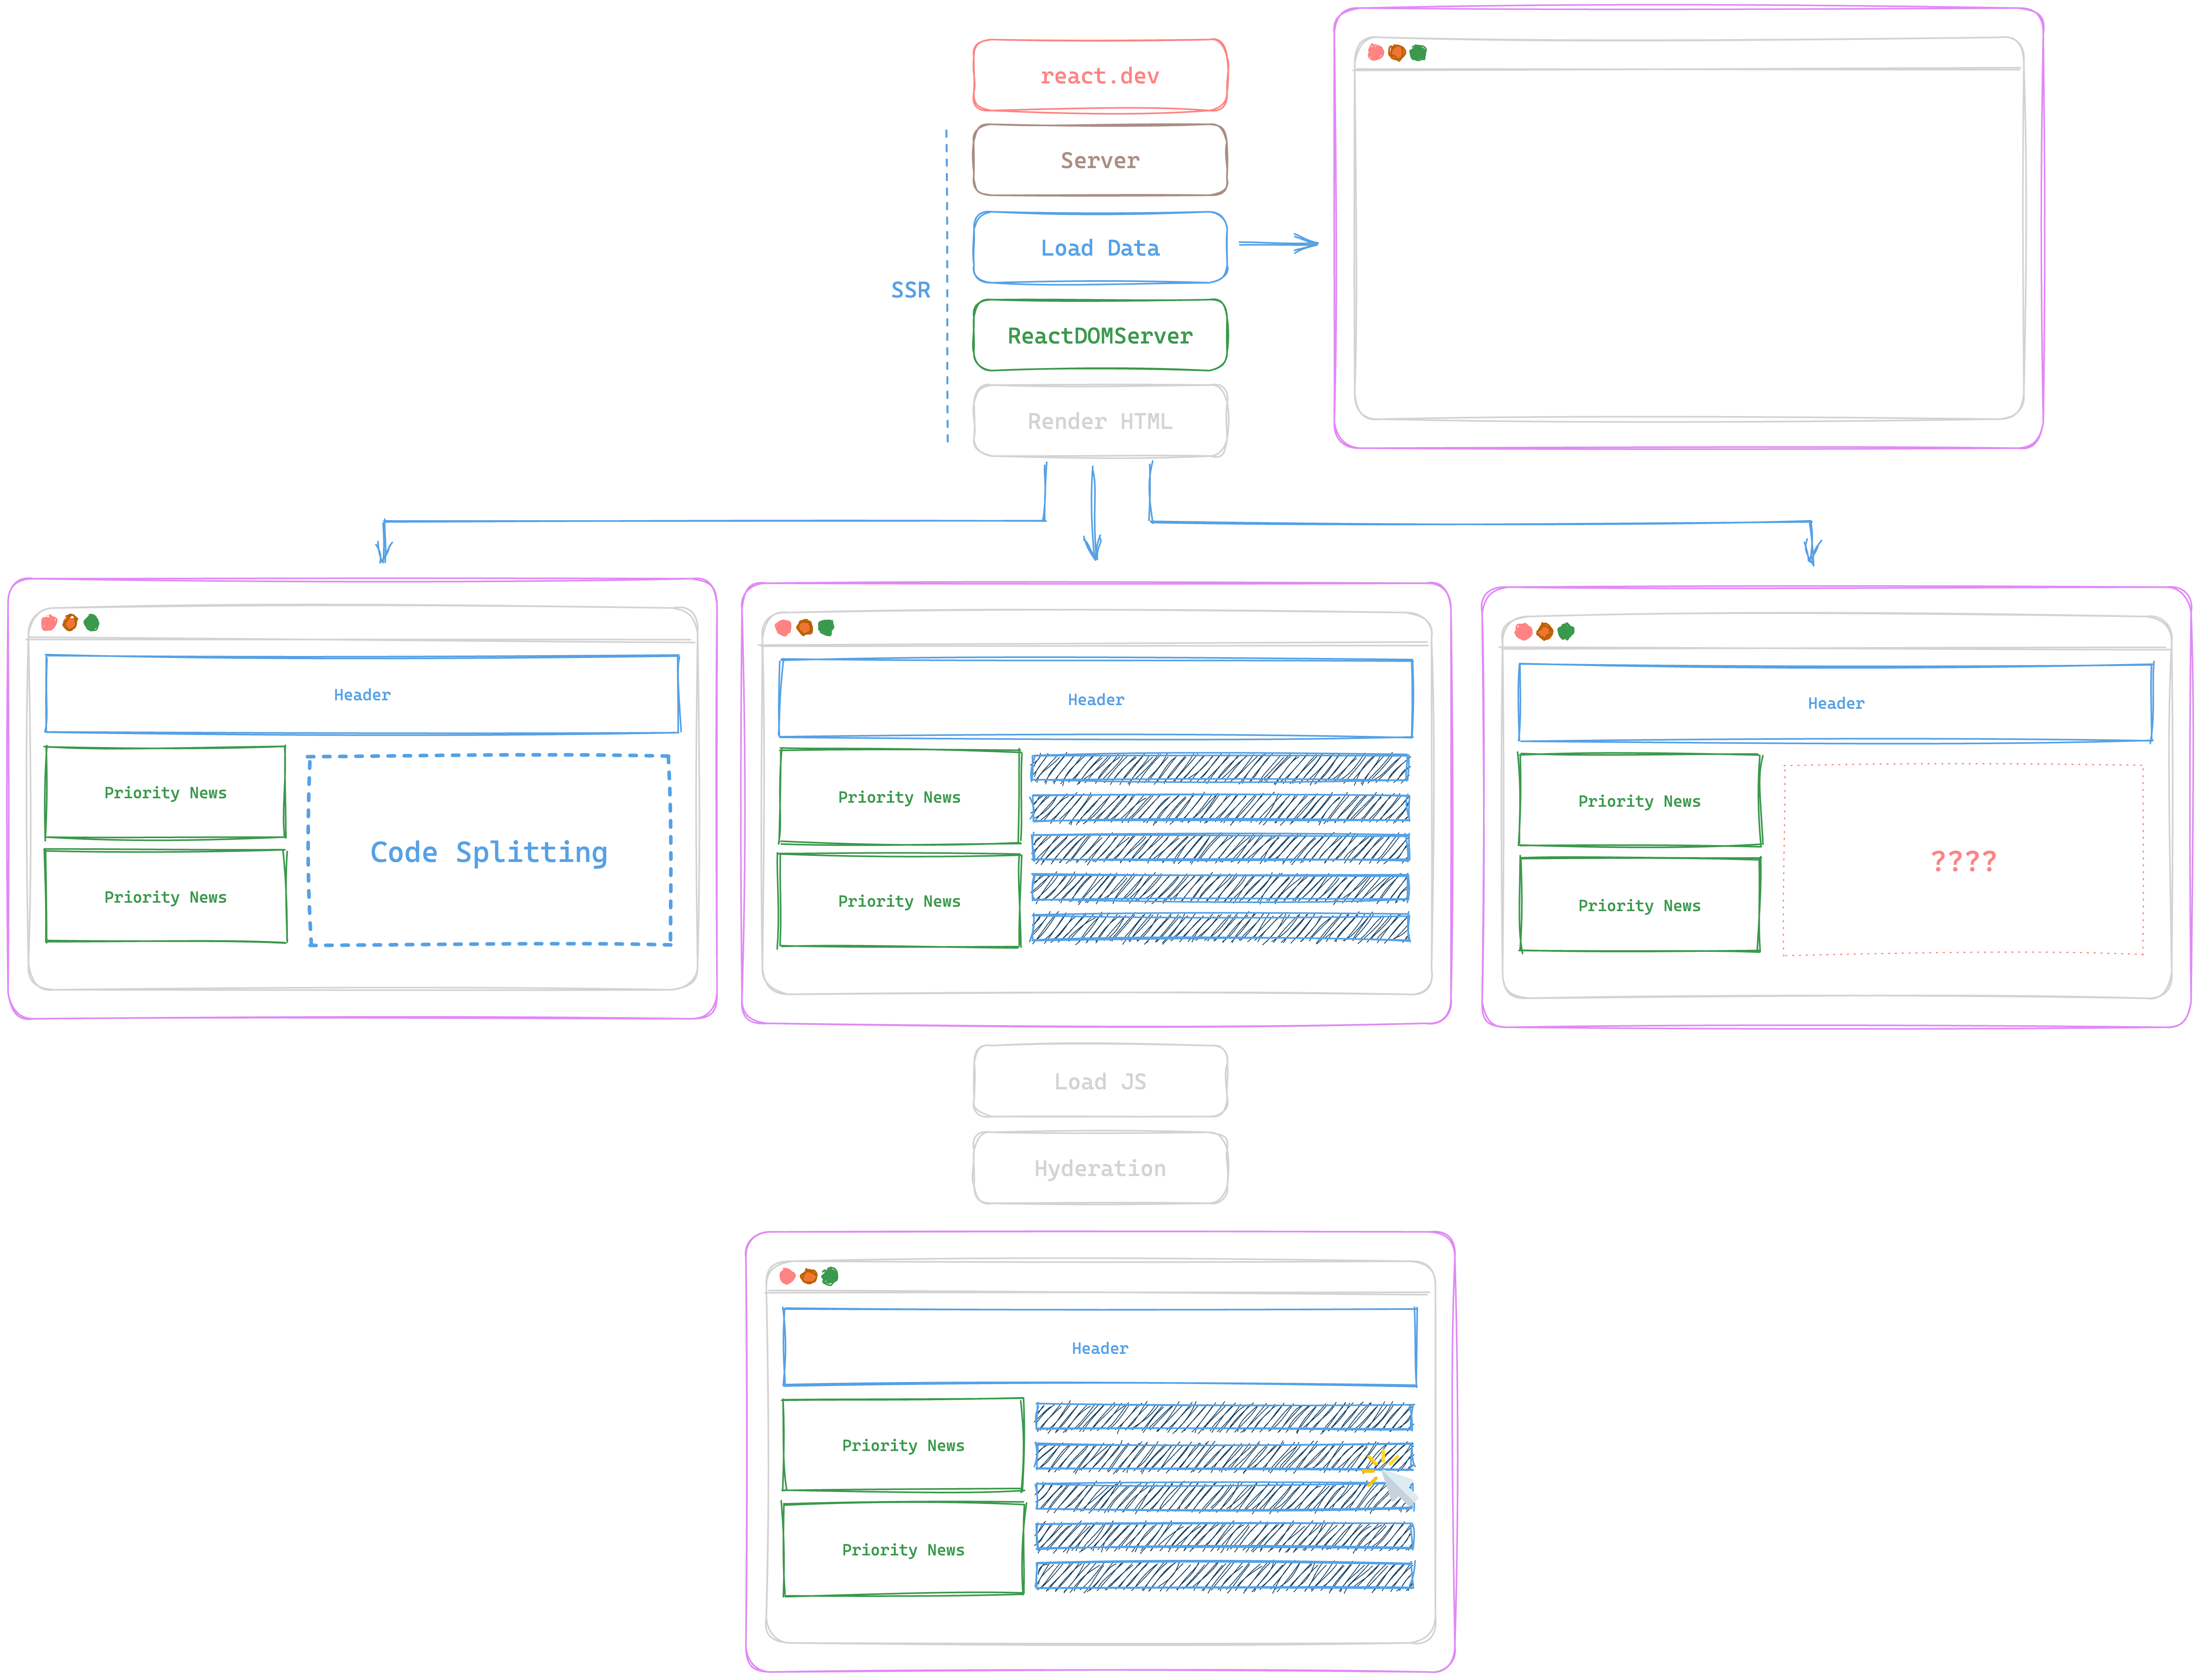 react.dev
Server
Load Data
SSR
ReactDOMServer
Render HTML
Header
Priority News
Code Splitting
Priority News
Header
Priority News
Priority News
Header
Priority News
????
Priority News
Load JS
Hyderation
Header
Priority News
Priority News